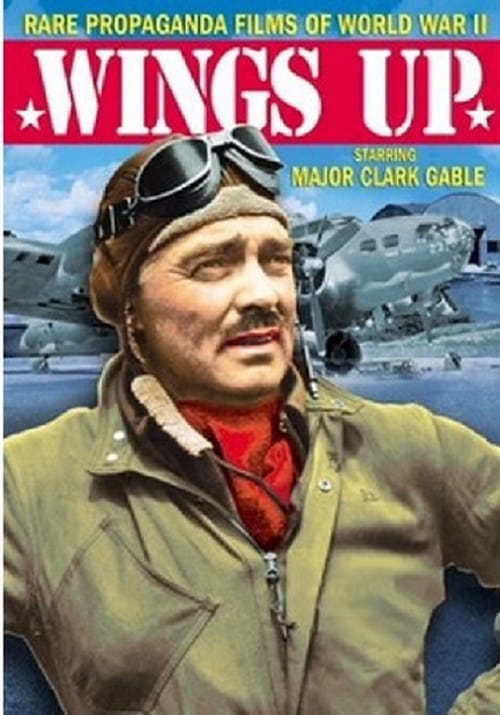 RARE PROPAGANDA FILMS OF WORLD WAR II
WINGS UP
STARRING
MAJOR CLARK GABLE